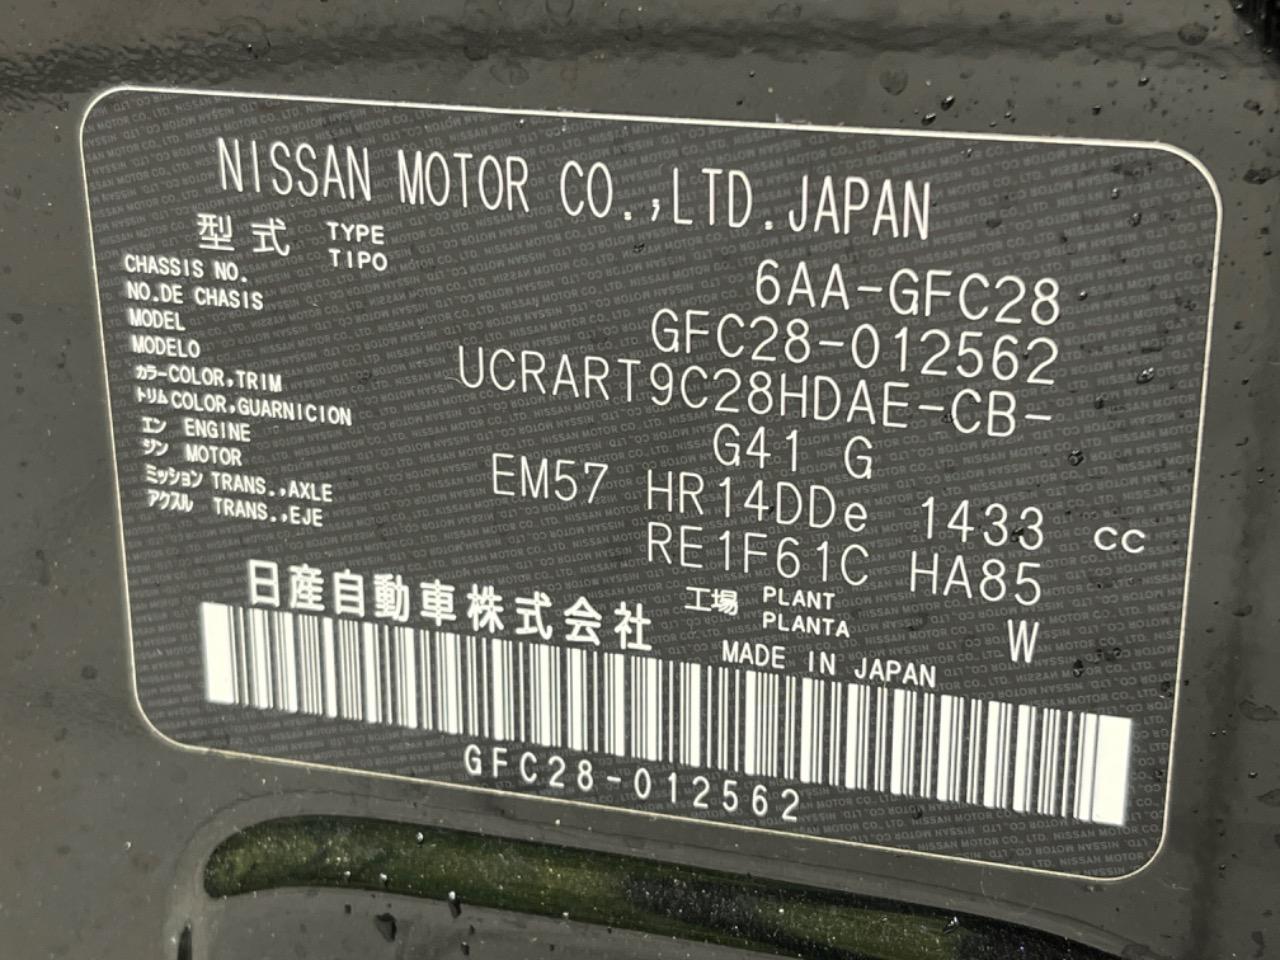 NISSAN MOTOR CO.,LTD.JAPAN
型式 TYPE TIPO 6AA-GFC28
CHASSIS NO. NO.DE CHASIS GFC28-012562
MODEL MODELO UCRART9C28HDAE-CB-
カラー COLOR,TRIM トリム COLOR,GUARNICION G41 G
エンジン ENGINE MOTOR EM57 HR14DDe 1433 cc
ミッション TRANS.,AXLE アクスル TRANS.,EJE RE1F61C HA85
日産自動車株式会社 工場 PLANT PLANTA W
MADE IN JAPAN
GFC28-012562